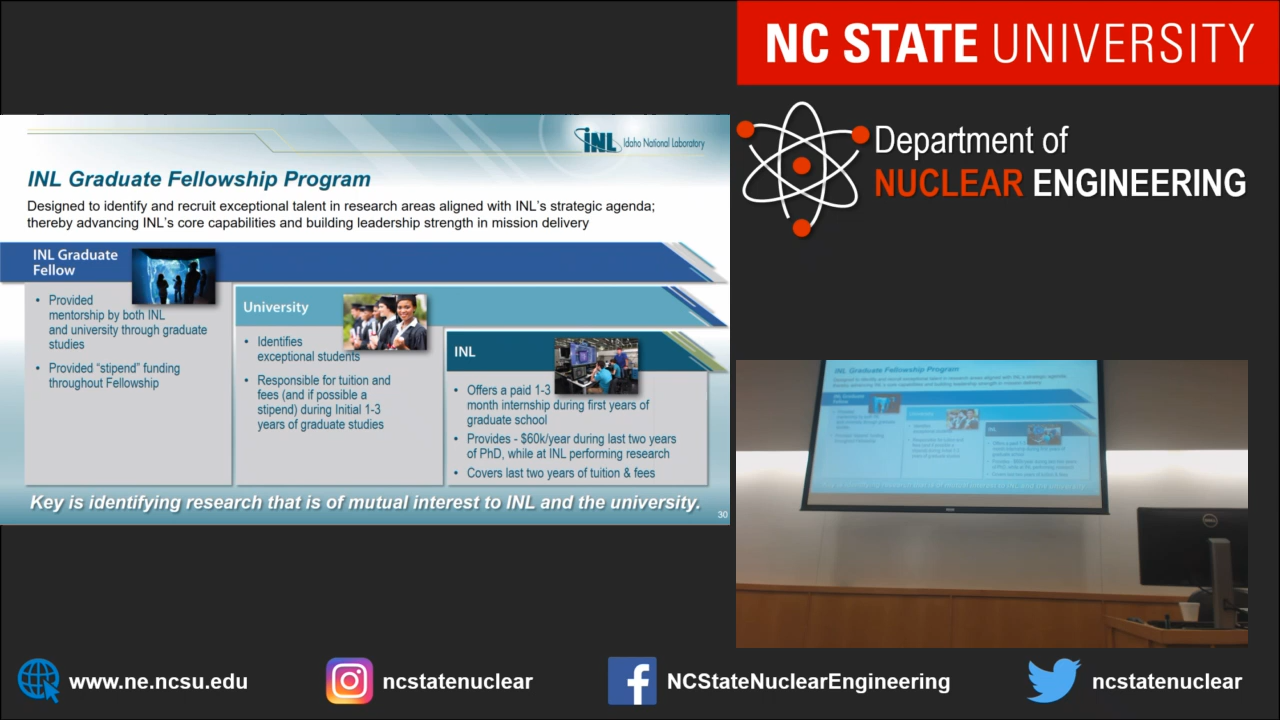 NC STATE UNIVERSITY
Department of
NUCLEAR ENGINEERING
INL Idaho National Laboratory
INL Graduate Fellowship Program
Designed to identify and recruit exceptional talent in research areas aligned with INL's strategic agenda;
thereby advancing INL's core capabilities and building leadership strength in mission delivery
INL Graduate
Fellow
• Provided
mentorship by both INL
and university through graduate
studies
• Provided “stipend” funding
throughout Fellowship
University
• Identifies
exceptional students
• Responsible for tuition and
fees (and if possible a
stipend) during Initial 1-3
years of graduate studies
INL
• Offers a paid 1-3
month internship during first years of
graduate school
• Provides - $60k/year during last two years
of PhD, while at INL performing research
• Covers last two years of tuition & fees
Key is identifying research that is of mutual interest to INL and the university.
30
INL Graduate Fellowship Program
DELL
www.ne.ncsu.edu
ncstatenuclear
NCStateNuclearEngineering
ncstatenuclear